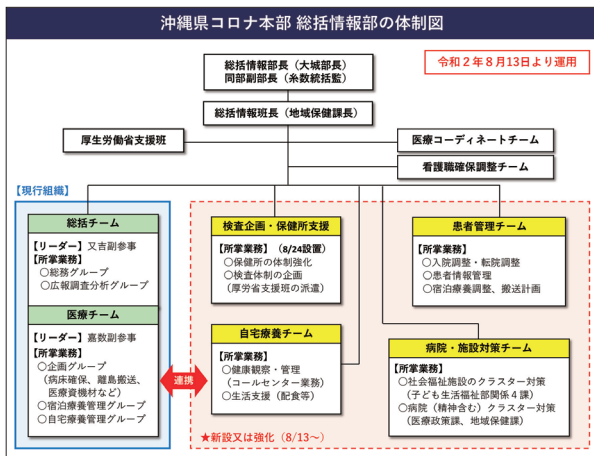 沖縄県コロナ本部 総括情報部の体制図
令和２年８月13日より運用
総括情報部長（大城部長）
同部副部長（糸数統括監）
総括情報班長（地域保健課長）
厚生労働省支援班
医療コーディネートチーム
看護職確保調整チーム
【現行組織】
総括チーム
【リーダー】又吉副参事
【所掌業務】
○総務グループ
○広報調査分析グループ
医療チーム
【リーダー】嘉数副参事
【所掌業務】
○企画グループ
（病床確保、離島搬送、
医療資機材など）
○宿泊療養管理グループ
○自宅療養管理グループ
連携
検査企画・保健所支援
【所掌業務】（8/24設置）
○保健所の体制強化
○検査体制の企画
（厚労省支援班の派遣）
患者管理チーム
【所掌業務】
○入院調整・転院調整
○患者情報管理
○宿泊療養調整、搬送計画
自宅療養チーム
【所掌業務】
○健康観察・管理
（コールセンター業務）
○生活支援（配食等）
病院・施設対策チーム
【所掌業務】
○社会福祉施設のクラスター対策
（子ども生活福祉部関係４課）
○病院（精神含む）クラスター対策
（医療政策課、地域保健課）
★新設又は強化（8/13～）